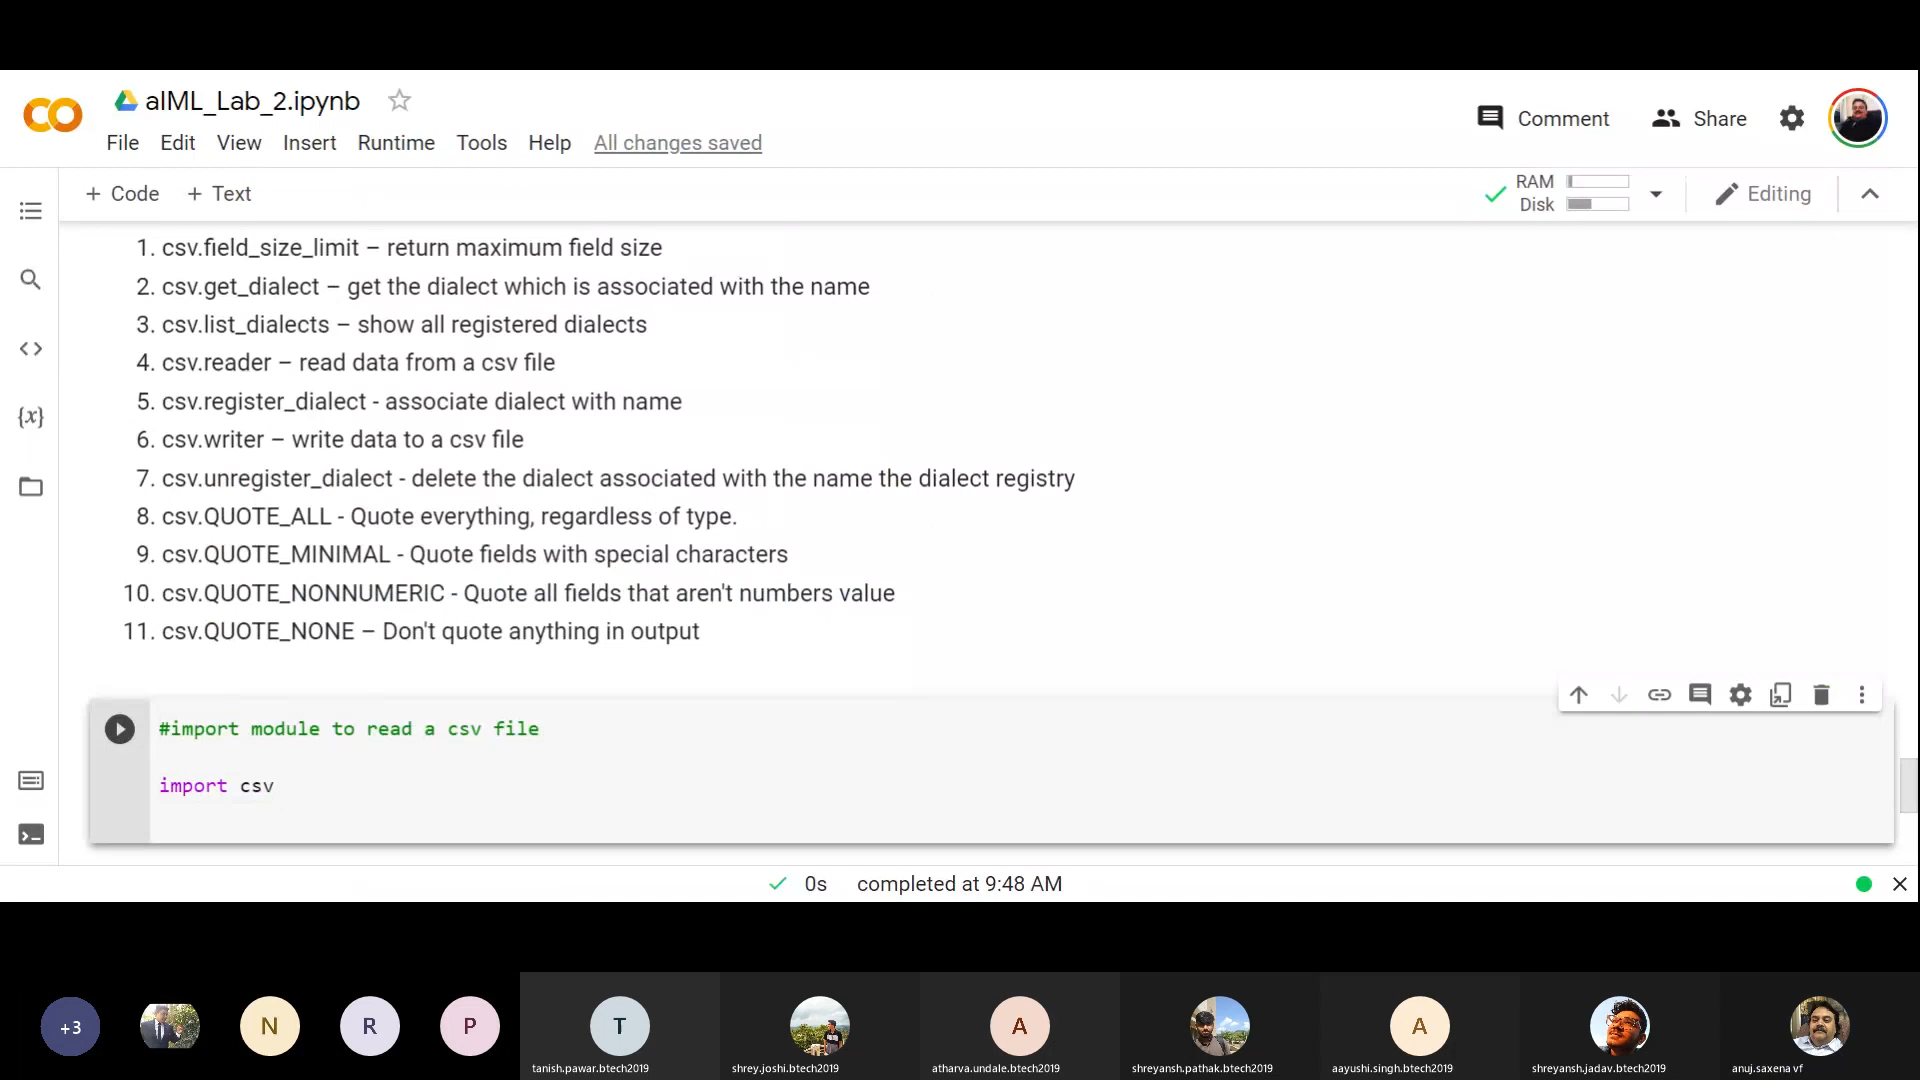 aIML_Lab_2.ipynb
File Edit View Insert Runtime Tools Help All changes saved
Comment
Share
+ Code + Text
RAM
Disk
Editing
1. csv.field_size_limit – return maximum field size
2. csv.get_dialect – get the dialect which is associated with the name
3. csv.list_dialects – show all registered dialects
4. csv.reader – read data from a csv file
5. csv.register_dialect - associate dialect with name
6. csv.writer – write data to a csv file
7. csv.unregister_dialect - delete the dialect associated with the name the dialect registry
8. csv.QUOTE_ALL - Quote everything, regardless of type.
9. csv.QUOTE_MINIMAL - Quote fields with special characters
10. csv.QUOTE_NONNUMERIC - Quote all fields that aren't numbers value
11. csv.QUOTE_NONE – Don't quote anything in output
#import module to read a csv file
import csv
0s completed at 9:48 AM
+3 N R P T A A
tanish.pawar.btech2019 shrey.joshi.btech2019 atharva.undale.btech2019 shreyansh.pathak.btech2019 aayushi.singh.btech2019 shreyansh.jadav.btech2019 anuj.saxena vf